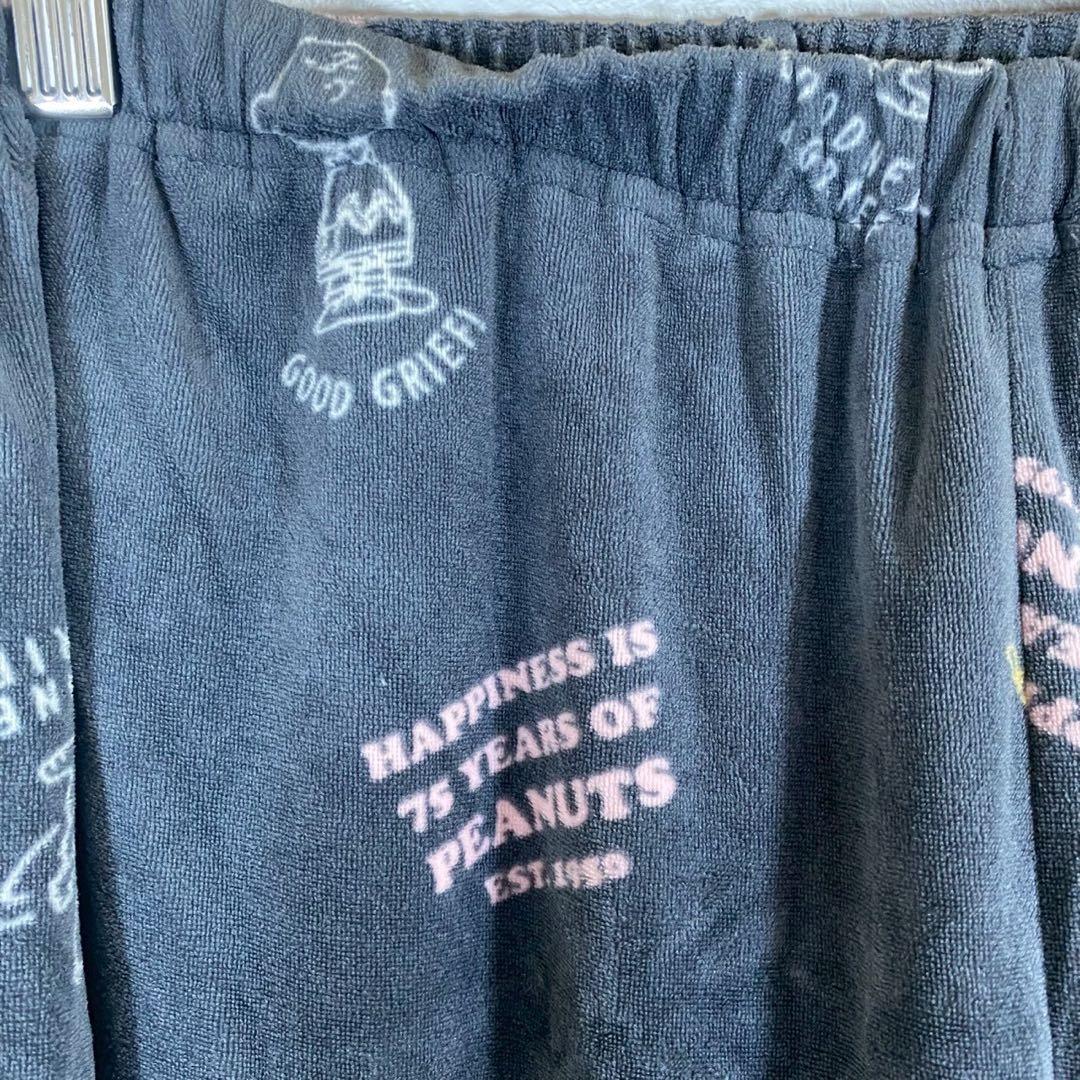 GOOD GRIEF!
HAPPINESS IS
75 YEARS OF
PEANUTS
EST. 1950